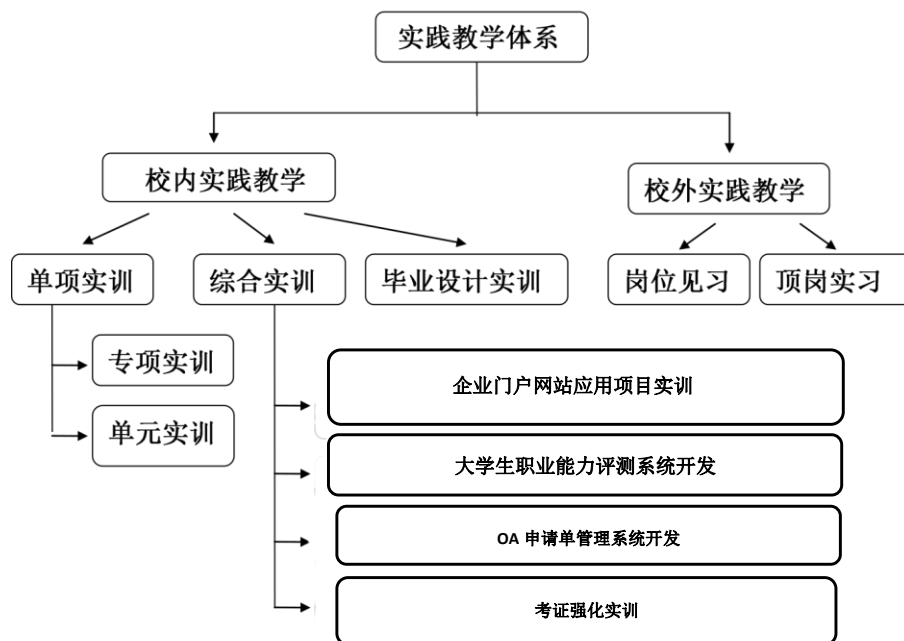 实践教学体系
校内实践教学
校外实践教学
单项实训
综合实训
毕业设计实训
岗位见习
顶岗实习
专项实训
单元实训
企业门户网站应用项目实训
大学生职业能力评测系统开发
OA 申请单管理系统开发
考证强化实训